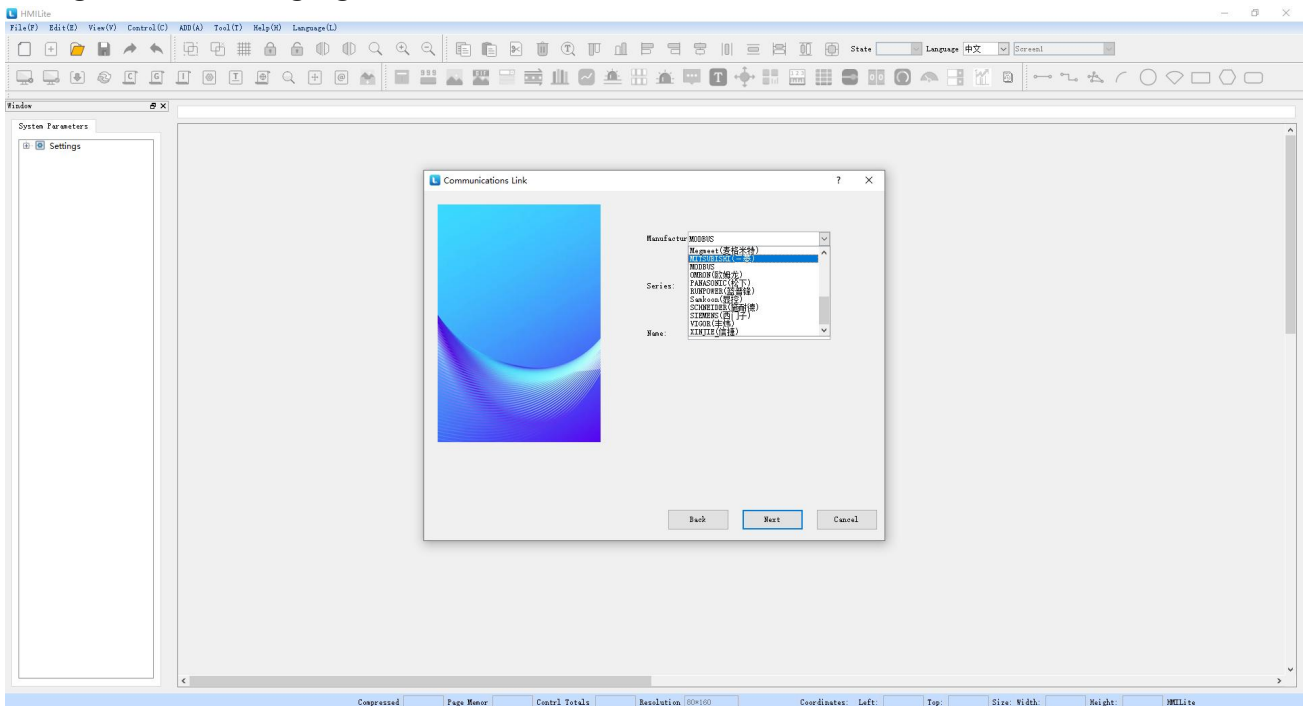 HMILite
File(F) Edit(E) View(V) Control(C) ADD(A) Tool(T) Help(H) Language(L)
State Language 中文 Screen1
Window
System Parameters
Settings
Communications Link
Manufactur MODBUS
Megmeet(麦格米特)
MITSUBISHI(三菱)
MODBUS
OMRON(欧姆龙)
PANASONIC(松下)
Series:
RUNPOWER(蓝普锋)
Samkoon(显控)
SCHNEIDER(施耐德)
SIEMENS(西门子)
VIGOR(丰炜)
Name:
XINJIE(信捷)
Back Next Cancel
Compressed Page Memor Contrl Totals Resolution 80*160 Coordinates: Left: Top: Size: Width: Height: HMILite